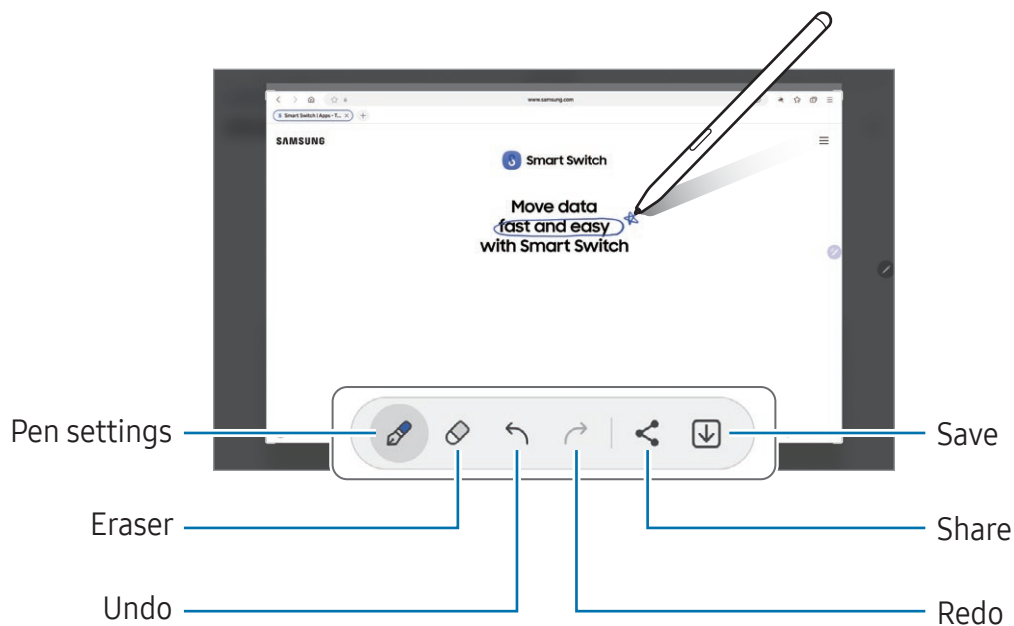 www.samsung.com
Smart Switch | Apps - T...
SAMSUNG
Smart Switch
Move data
fast and easy
with Smart Switch
Pen settings
Eraser
Undo
Save
Share
Redo